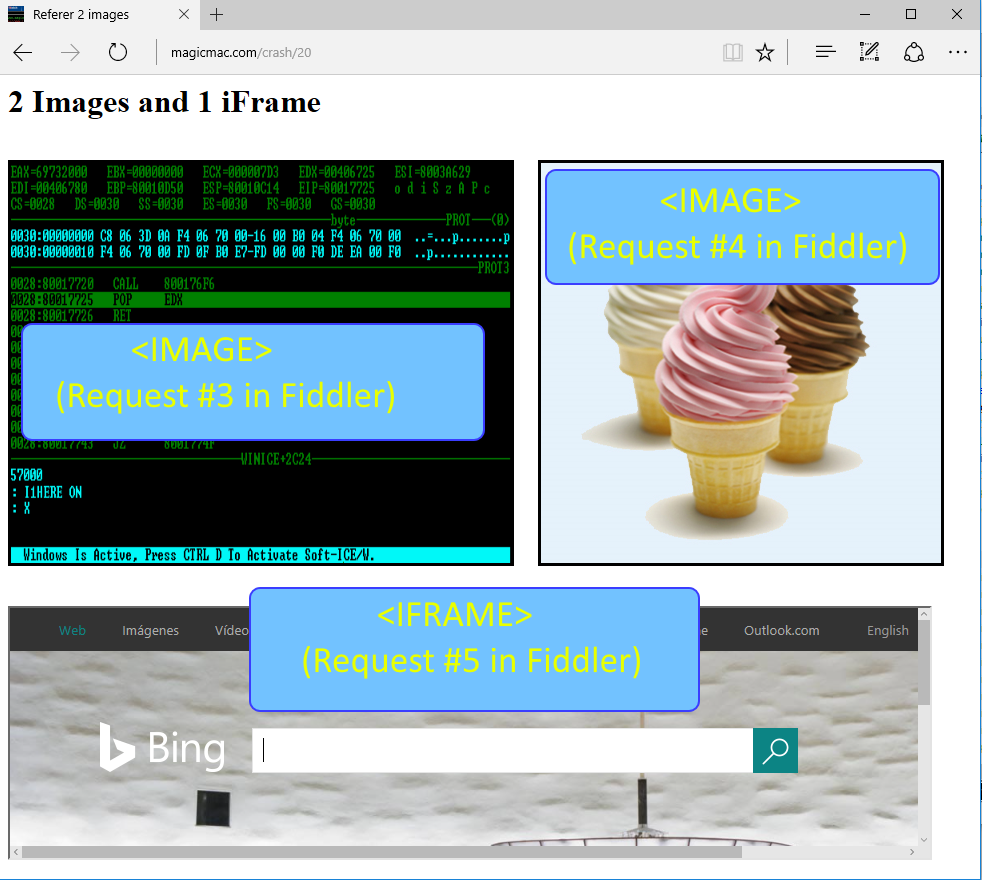 Referer 2 images
magicmac.com/crash/20
2 Images and 1 iFrame
EAX=69732000 EBX=00000000 ECX=000007D3 EDX=00406725 ESI=8003A629
EDI=00406780 EBP=80010D50 ESP=80010C14 EIP=80017725 o d i S z A P c
CS=0028 DS=0030 SS=0030 ES=0030 FS=0030 GS=0030
byte PROT (0)
0030:00000000 C8 06 3D 0A F4 06 70 00-16 00 B0 04 F4 06 70 00 ..=...p.......p
0030:00000010 F4 06 70 00 FD 0F B0 E7-FD 00 00 F0 DE EA 00 F0 ..p............
PROT3
0028:80017720 CALL 800176F6
0028:80017725 POP EDX
0028:80017726 RET
<IMAGE>
(Request #3 in Fiddler)
0028:80017743 JZ 8001774F
WINICE+2C24
57000
: I1HERE ON
: X
Windows Is Active, Press CTRL D To Activate Soft-ICE/W.
<IMAGE>
(Request #4 in Fiddler)
<IFRAME>
(Request #5 in Fiddler)
Web Imágenes Vídeo Outlook.com English
Bing